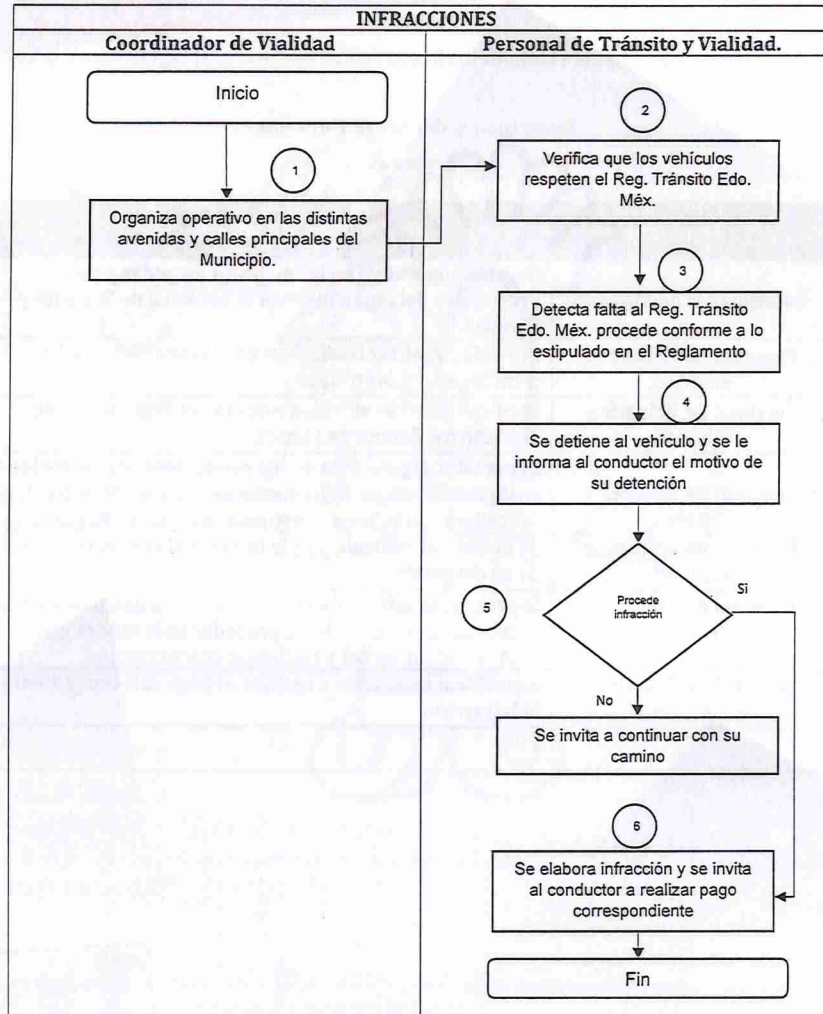 INFRACCIONES
Coordinador de Vialidad
Personal de Tránsito y Vialidad.
Inicio
1
Organiza operativo en las distintas
avenidas y calles principales del
Municipio.
2
Verifica que los vehículos
respeten el Reg. Tránsito Edo.
Méx.
3
Detecta falta al Reg. Tránsito
Edo. Méx. procede conforme a lo
estipulado en el Reglamento
4
Se detiene al vehículo y se le
informa al conductor el motivo de
su detención
5
Procede
infracción
Si
No
Se invita a continuar con su
camino
6
Se elabora infracción y se invita
al conductor a realizar pago
correspondiente
Fin